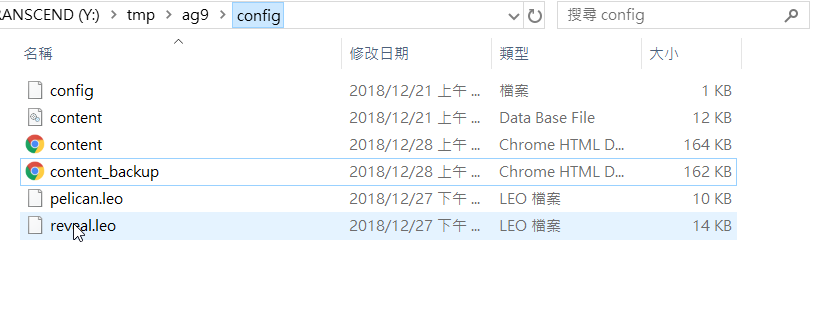 RANSCEND (Y:) > tmp > ag9 > config 搜尋 config
名稱 修改日期 類型 大小
config 2018/12/21 上午 ... 檔案 1 KB
content 2018/12/21 上午 ... Data Base File 12 KB
content 2018/12/28 上午 ... Chrome HTML D... 164 KB
content_backup 2018/12/28 上午 ... Chrome HTML D... 162 KB
pelican.leo 2018/12/27 下午 ... LEO 檔案 10 KB
reveal.leo 2018/12/27 下午 ... LEO 檔案 14 KB